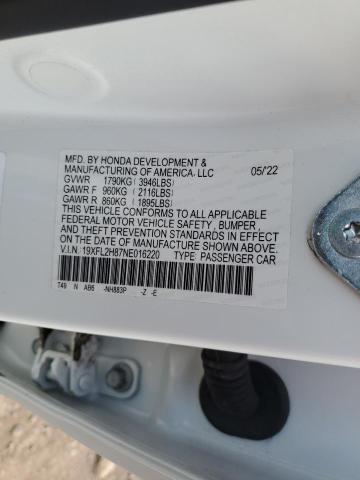 MFD. BY HONDA DEVELOPMENT &
MANUFACTURING OF AMERICA, LLC 05/'22
GVWR 1790KG (3946LBS)
GAWR F 960KG (2116LBS)
GAWR R 860KG (1895LBS)
THIS VEHICLE CONFORMS TO ALL APPLICABLE
FEDERAL MOTOR VEHICLE SAFETY, BUMPER,
AND THEFT PREVENTION STANDARDS IN EFFECT
ON THE DATE OF MANUFACTURE SHOWN ABOVE.
V.I.N.: 19XFL2H87NE016220 TYPE: PASSENGER CAR
T49 N AB6 -NH883P -Z -E